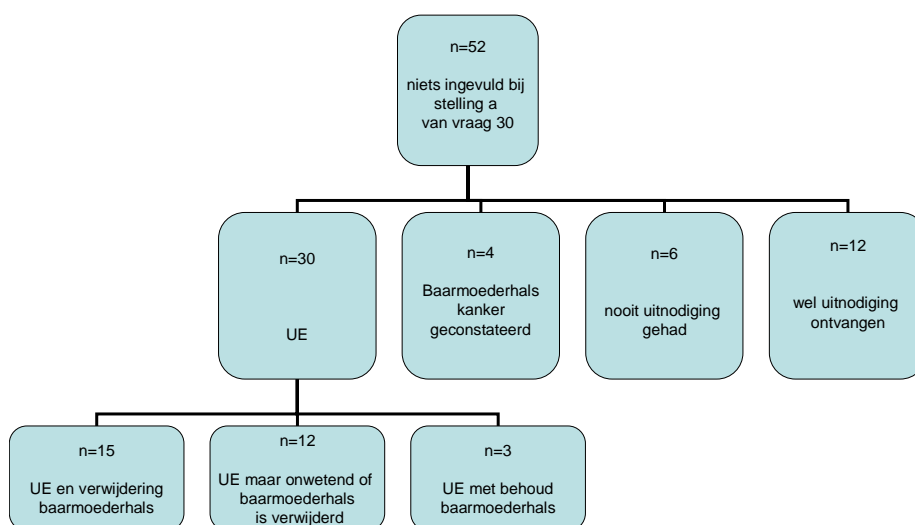 n=52
niets ingevuld bij
stelling a
van vraag 30
n=30
UE
n=4
Baarmoederhals
kanker
geconstateerd
n=6
nooit uitnodiging
gehad
n=12
wel uitnodiging
ontvangen
n=15
UE en verwijdering
baarmoederhals
n=12
UE maar onwetend of
baarmoederhals
is verwijderd
n=3
UE met behoud
baarmoederhals